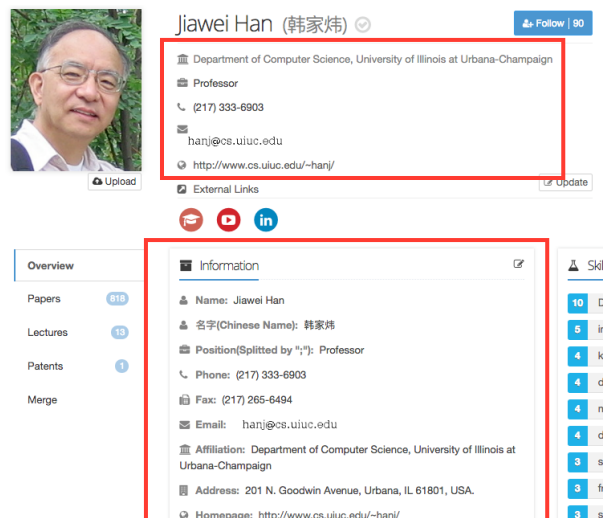 Jiawei Han (韩家炜)
Follow | 90
Department of Computer Science, University of Illinois at Urbana-Champaign
Professor
(217) 333-6903
hanj@cs.uiuc.edu
http://www.cs.uiuc.edu/~hanj/
Upload
External Links
Update
in
Overview
Papers 818
Lectures 13
Patents 1
Merge
Information
Name: Jiawei Han
名字(Chinese Name): 韩家炜
Position(Splitted by ";"): Professor
Phone: (217) 333-6903
Fax: (217) 265-6494
Email: hanj@cs.uiuc.edu
Affiliation: Department of Computer Science, University of Illinois at
Urbana-Champaign
Address: 201 N. Goodwin Avenue, Urbana, IL 61801, USA.
Homepage: http://www.cs.uiuc.edu/~hanj/
Skil
10 D
5 i
4 k
4 d
4
4 d
3 s
3 f
3 s